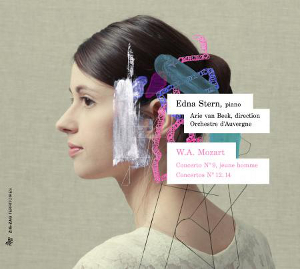 Edna Stern, piano
Arie van Beek, direction
Orchestre d'Auvergne
W.A. Mozart
Concerto N° 9, jeune homme
Concertos N° 12, 14